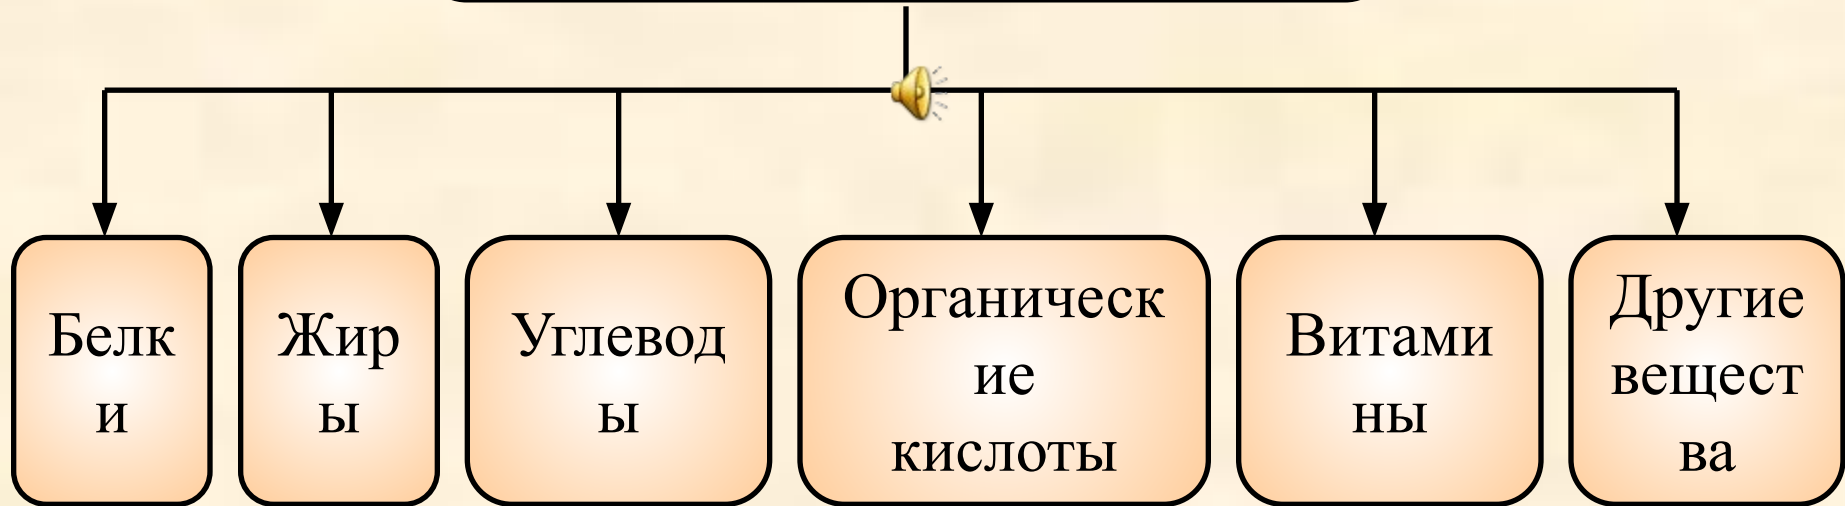 Белк
и
Жир
ы
Углевод
ы
Органическ
ие
кислоты
Витами
ны
Другие
вещест
ва